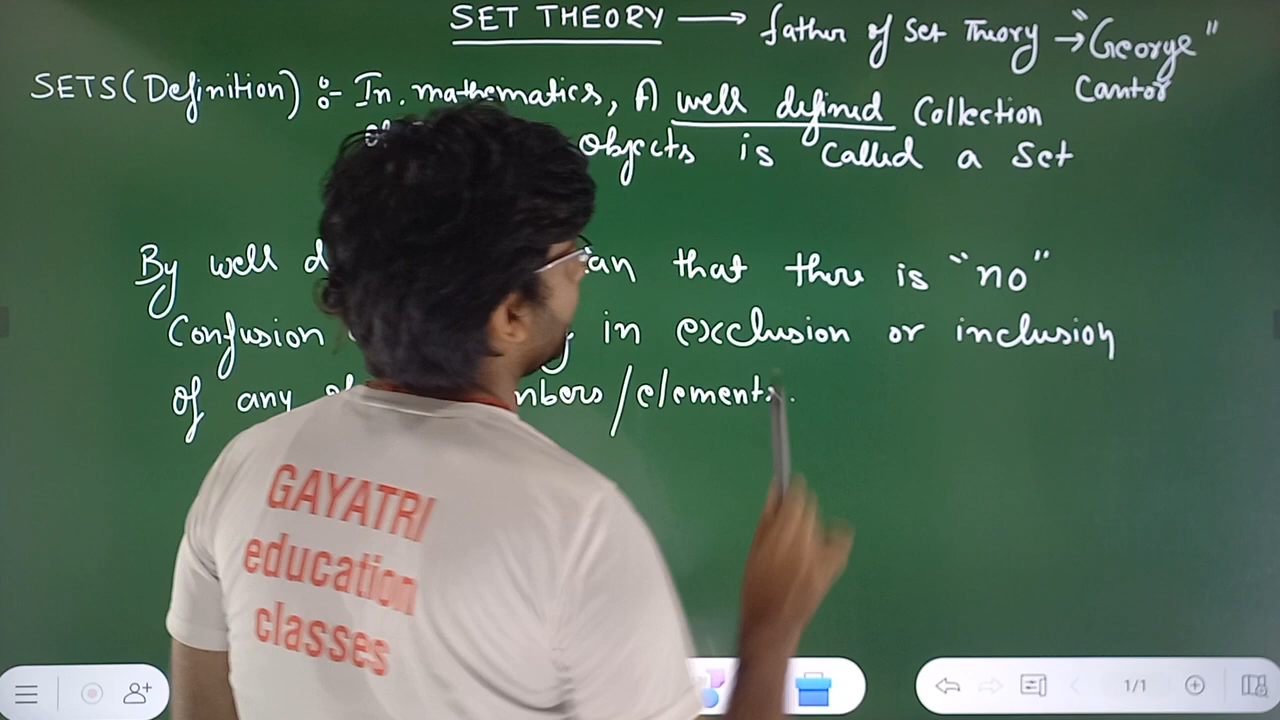 SET THEORY → father of Set Theory → "George"
Cantor
SETS (Definition) :- In. mathematics, A well defined Collection
objects is called a Set
By well that there is "no"
Confusion in exclusion or inclusion
of any /elements.
GAYATRI
education
classes
1/1